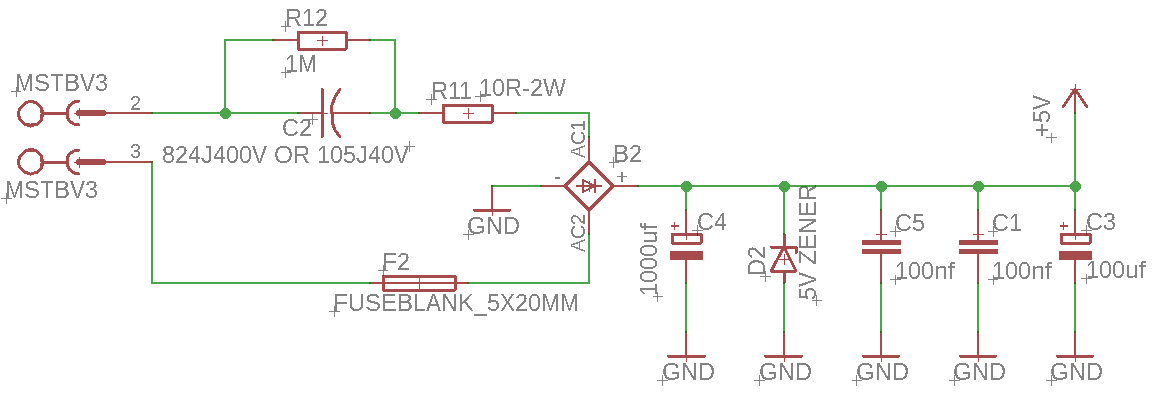 R12
1M
MSTBV3
2
R11
10R-2W
C2
824J400V OR 105J40V
3
MSTBV3
AC1
B2
-
+
AC2
GND
F2
FUSEBLANK_5X20MM
+5V
+
C4
1000uf
GND
D2
5V ZENER
GND
C5
100nf
GND
C1
100nf
GND
+
C3
100uf
GND